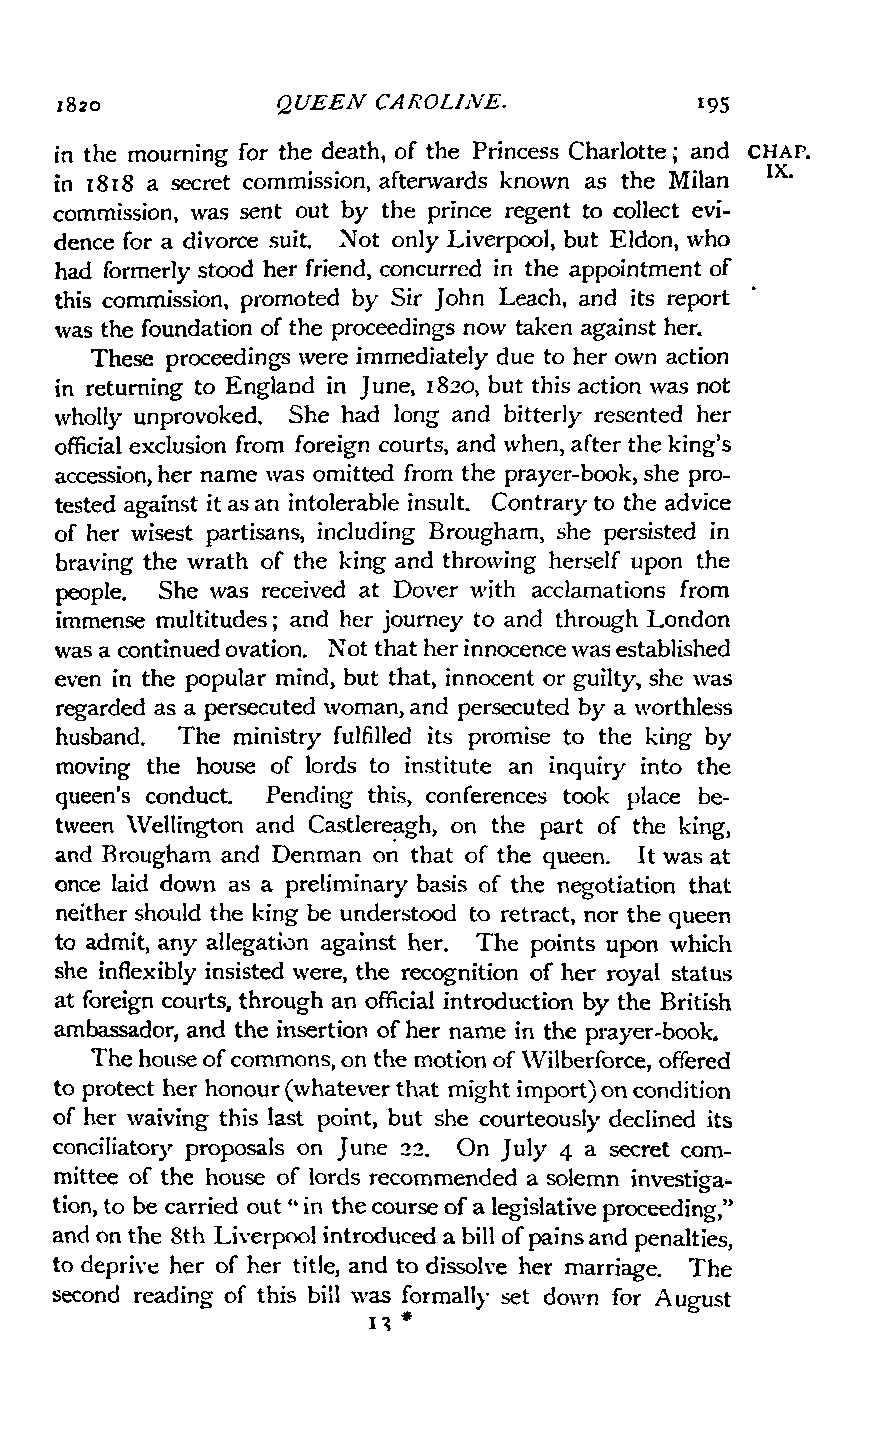 1820 QUEEN CAROLINE. 195
in the mourning for the death, of the Princess Charlotte; and CHAP.
in 1818 a secret commission, afterwards known as the Milan IX.
commission, was sent out by the prince regent to collect evi-
dence for a divorce suit. Not only Liverpool, but Eldon, who
had formerly stood her friend, concurred in the appointment of
this commission, promoted by Sir John Leach, and its report
was the foundation of the proceedings now taken against her.
These proceedings were immediately due to her own action
in returning to England in June, 1820, but this action was not
wholly unprovoked. She had long and bitterly resented her
official exclusion from foreign courts, and when, after the king's
accession, her name was omitted from the prayer-book, she pro-
tested against it as an intolerable insult. Contrary to the advice
of her wisest partisans, including Brougham, she persisted in
braving the wrath of the king and throwing herself upon the
people. She was received at Dover with acclamations from
immense multitudes; and her journey to and through London
was a continued ovation. Not that her innocence was established
even in the popular mind, but that, innocent or guilty, she was
regarded as a persecuted woman, and persecuted by a worthless
husband. The ministry fulfilled its promise to the king by
moving the house of lords to institute an inquiry into the
queen's conduct. Pending this, conferences took place be-
tween Wellington and Castlereagh, on the part of the king,
and Brougham and Denman on that of the queen. It was at
once laid down as a preliminary basis of the negotiation that
neither should the king be understood to retract, nor the queen
to admit, any allegation against her. The points upon which
she inflexibly insisted were, the recognition of her royal status
at foreign courts, through an official introduction by the British
ambassador, and the insertion of her name in the prayer-book.
The house of commons, on the motion of Wilberforce, offered
to protect her honour (whatever that might import) on condition
of her waiving this last point, but she courteously declined its
conciliatory proposals on June 22. On July 4 a secret com-
mittee of the house of lords recommended a solemn investiga-
tion, to be carried out "in the course of a legislative proceeding,"
and on the 8th Liverpool introduced a bill of pains and penalties,
to deprive her of her title, and to dissolve her marriage. The
second reading of this bill was formally set down for August
13 *